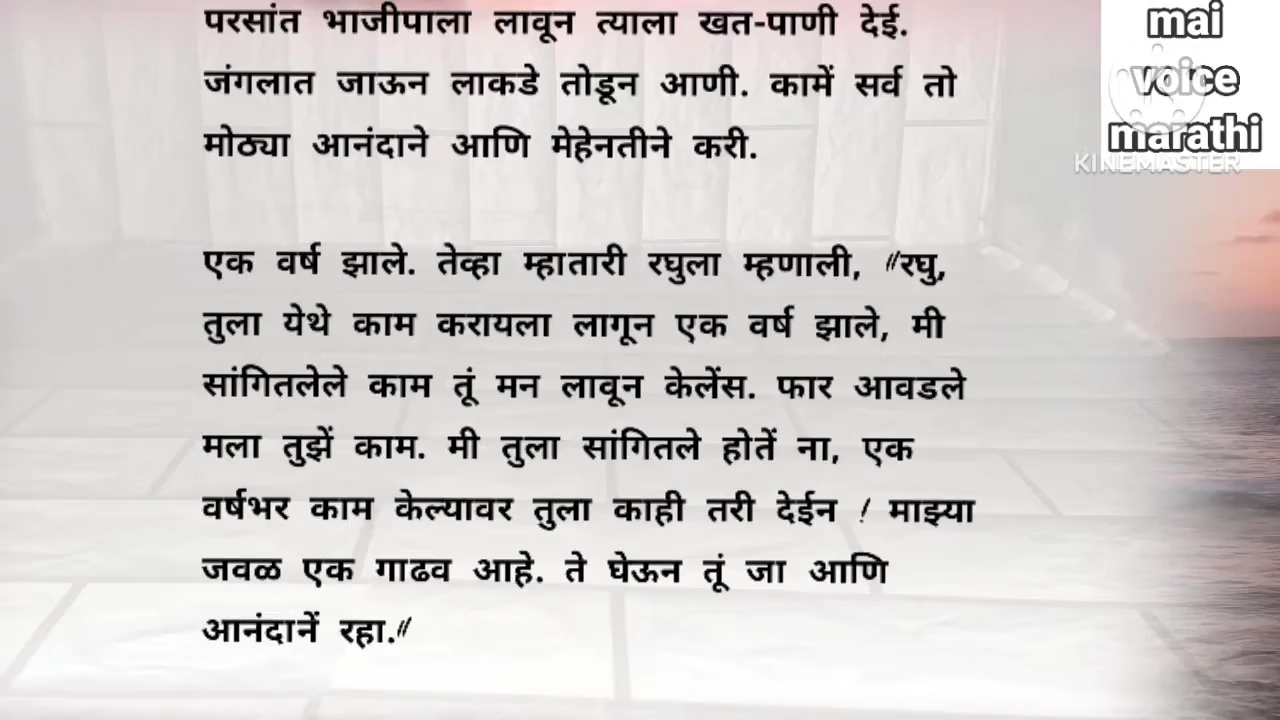 परसांत भाजीपाला लावून त्याला खत-पाणी देई.
जंगलात जाऊन लाकडे तोडून आणी. कामें सर्व तो
मोठ्या आनंदाने आणि मेहेनतीने करी.
एक वर्ष झाले. तेव्हा म्हातारी रघुला म्हणाली, "रघु,
तुला येथे काम करायला लागून एक वर्ष झाले, मी
सांगितलेले काम तूं मन लावून केलेंस. फार आवडले
मला तुझें काम. मी तुला सांगितले होतें ना, एक
वर्षभर काम केल्यावर तुला काही तरी देईन ! माझ्या
जवळ एक गाढव आहे. ते घेऊन तूं जा आणि
आनंदानें रहा."
mai
voice
marathi
KINEMASTER